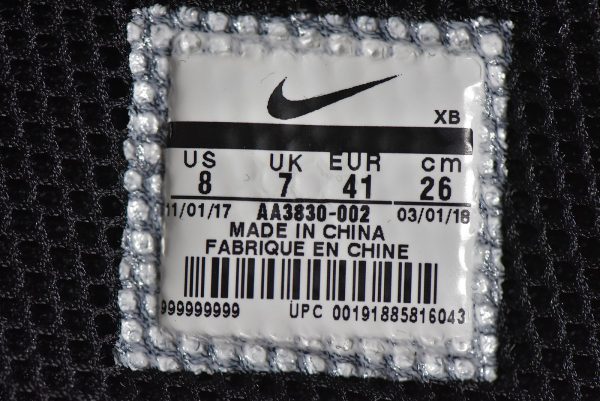 XB
US UK EUR cm
8 7 41 26
11/01/17 AA3830-002 03/01/18
MADE IN CHINA
FABRIQUE EN CHINE
999999999 UPC 00191885816043